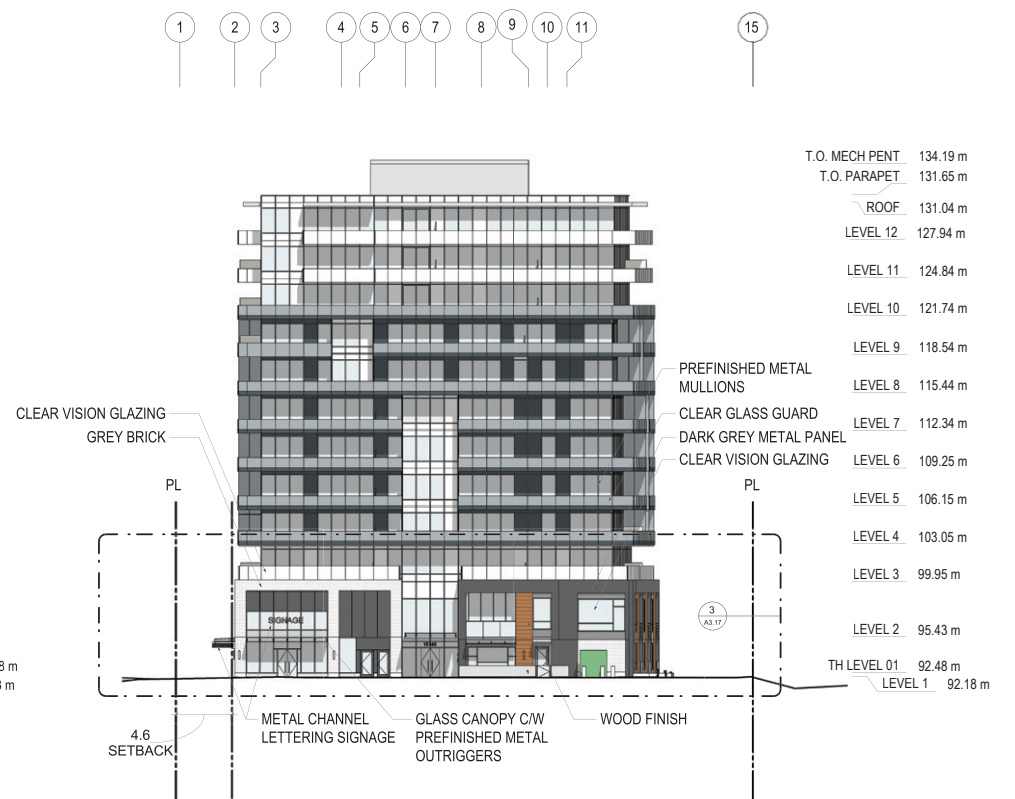 1 2 3 4 5 6 7 8 9 10 11 15
T.O. MECH PENT 134.19 m
T.O. PARAPET 131.65 m
ROOF 131.04 m
LEVEL 12 127.94 m
LEVEL 11 124.84 m
LEVEL 10 121.74 m
LEVEL 9 118.54 m
PREFINISHED METAL
MULLIONS
LEVEL 8 115.44 m
CLEAR VISION GLAZING
CLEAR GLASS GUARD
LEVEL 7 112.34 m
GREY BRICK
DARK GREY METAL PANEL
CLEAR VISION GLAZING
LEVEL 6 109.25 m
PL
PL
LEVEL 5 106.15 m
LEVEL 4 103.05 m
LEVEL 3 99.95 m
3
A3.17
SIGNAGE
LEVEL 2 95.43 m
8 m
TH LEVEL 01 92.48 m
m
LEVEL 1 92.18 m
4.6
SETBACK
METAL CHANNEL
LETTERING SIGNAGE
GLASS CANOPY C/W
PREFINISHED METAL
OUTRIGGERS
WOOD FINISH